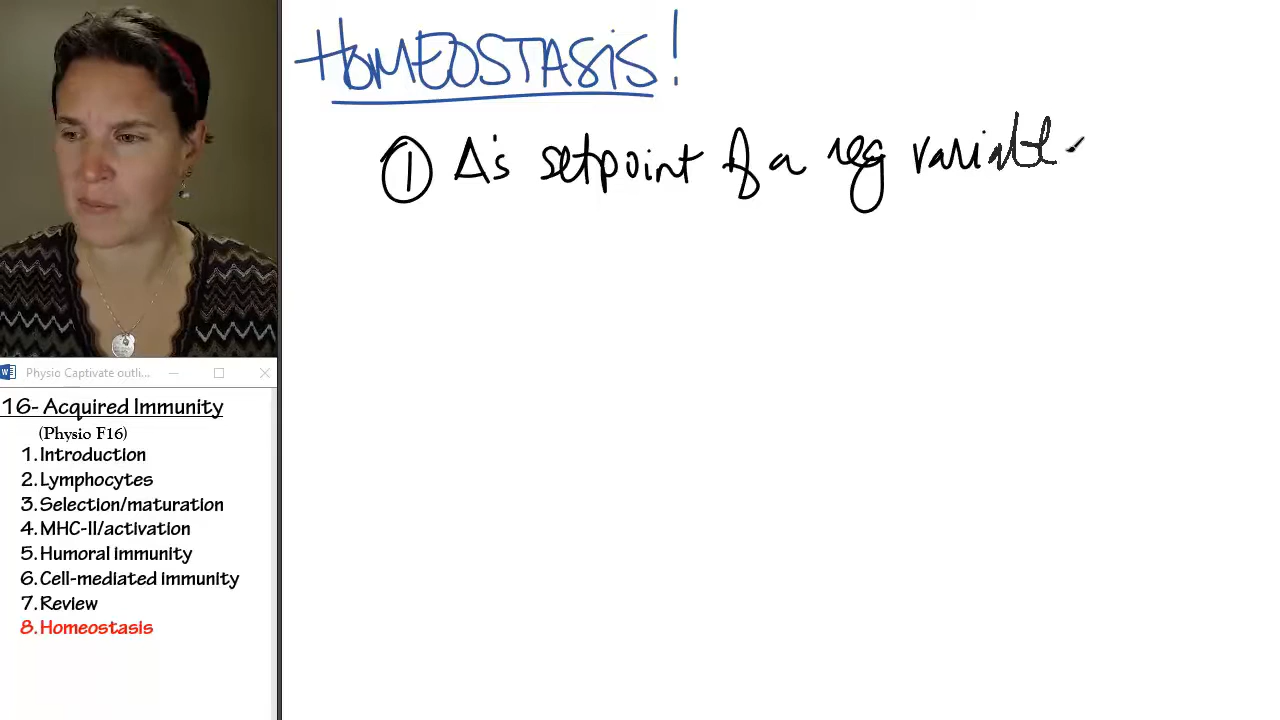 HOMEOSTASIS!
① Δ's setpoint of a reg variable
Physio Captivate outli...
16- Acquired Immunity
(Physio F16)
1. Introduction
2. Lymphocytes
3. Selection/maturation
4. MHC-II/activation
5. Humoral immunity
6. Cell-mediated immunity
7. Review
8. Homeostasis